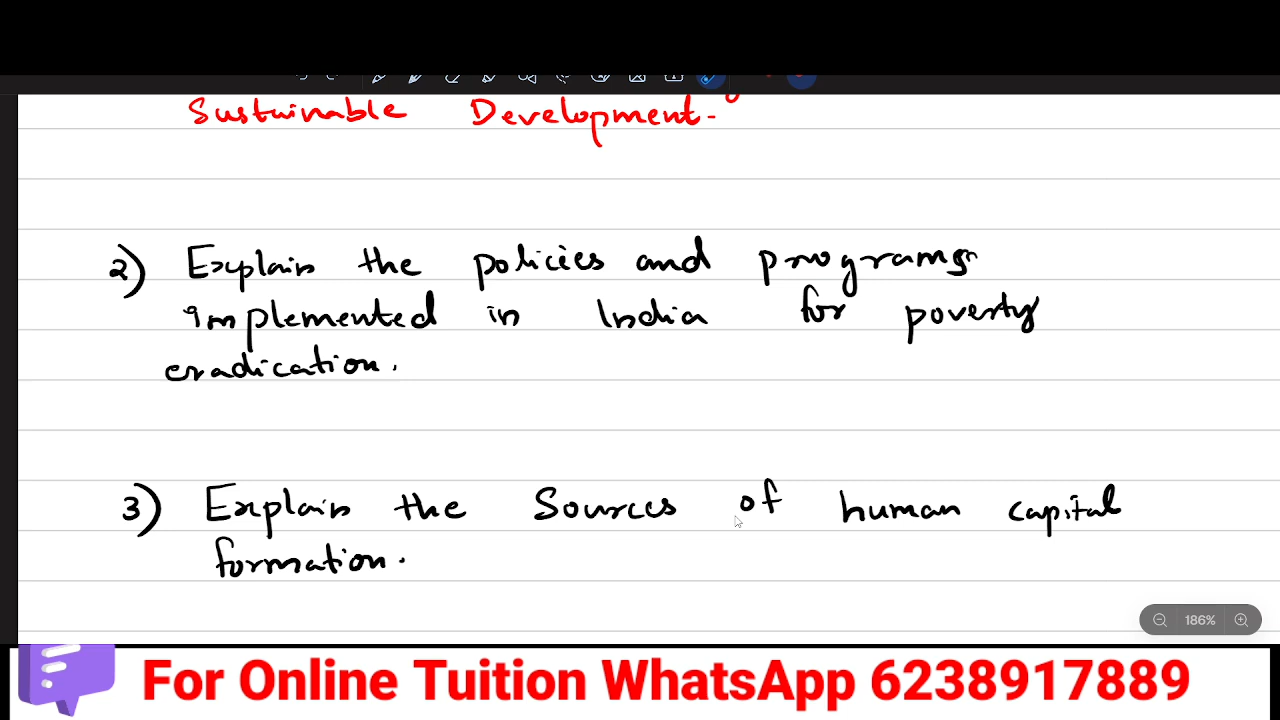 Sustainable Development.
2) Explain the policies and programs
implemented in India for poverty
eradication.
3) Explain the Sources of human capital
formation.
186%
For Online Tuition WhatsApp 6238917889